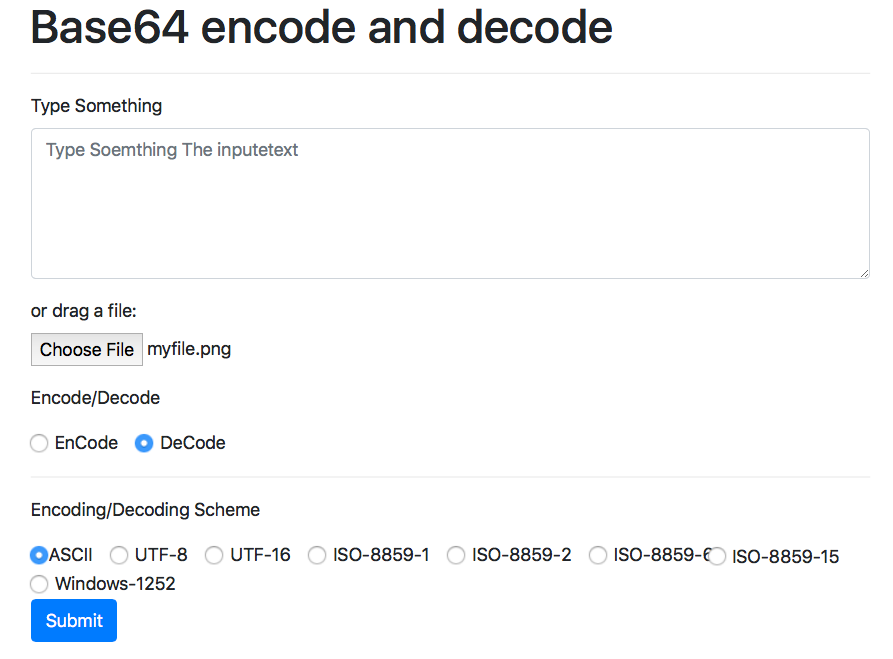 Base64 encode and decode
Type Something
Type Soemthing The inputetext
or drag a file:
Choose File myfile.png
Encode/Decode
EnCode DeCode
Encoding/Decoding Scheme
ASCII UTF-8 UTF-16 ISO-8859-1 ISO-8859-2 ISO-8859-6 ISO-8859-15
Windows-1252
Submit